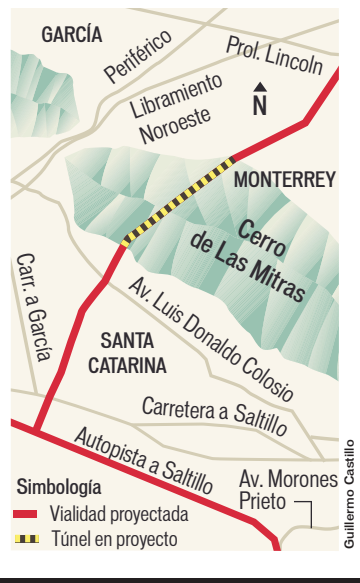 GARCÍA
Periférico
Prol. Lincoln
Libramiento
Noroeste
N
MONTERREY
Cerro
de Las Mitras
Carr. a García
Av. Luis Donaldo Colosio
SANTA
CATARINA
Carretera a Saltillo
Autopista a Saltillo
Av. Morones
Prieto
Simbología
Vialidad proyectada
Túnel en proyecto
Guillermo Castillo